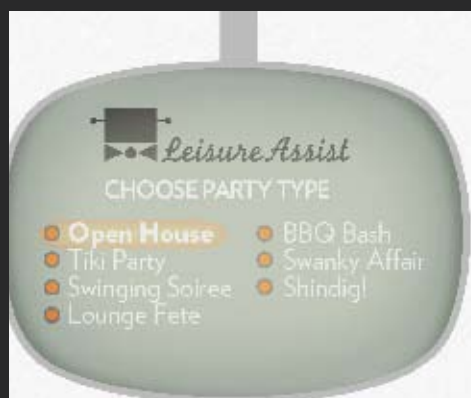 Leisure Assist
CHOOSE PARTY TYPE
Open House
Tiki Party
Swinging Soiree
Lounge Fete
BBQ Bash
Swanky Affair
Shindig!